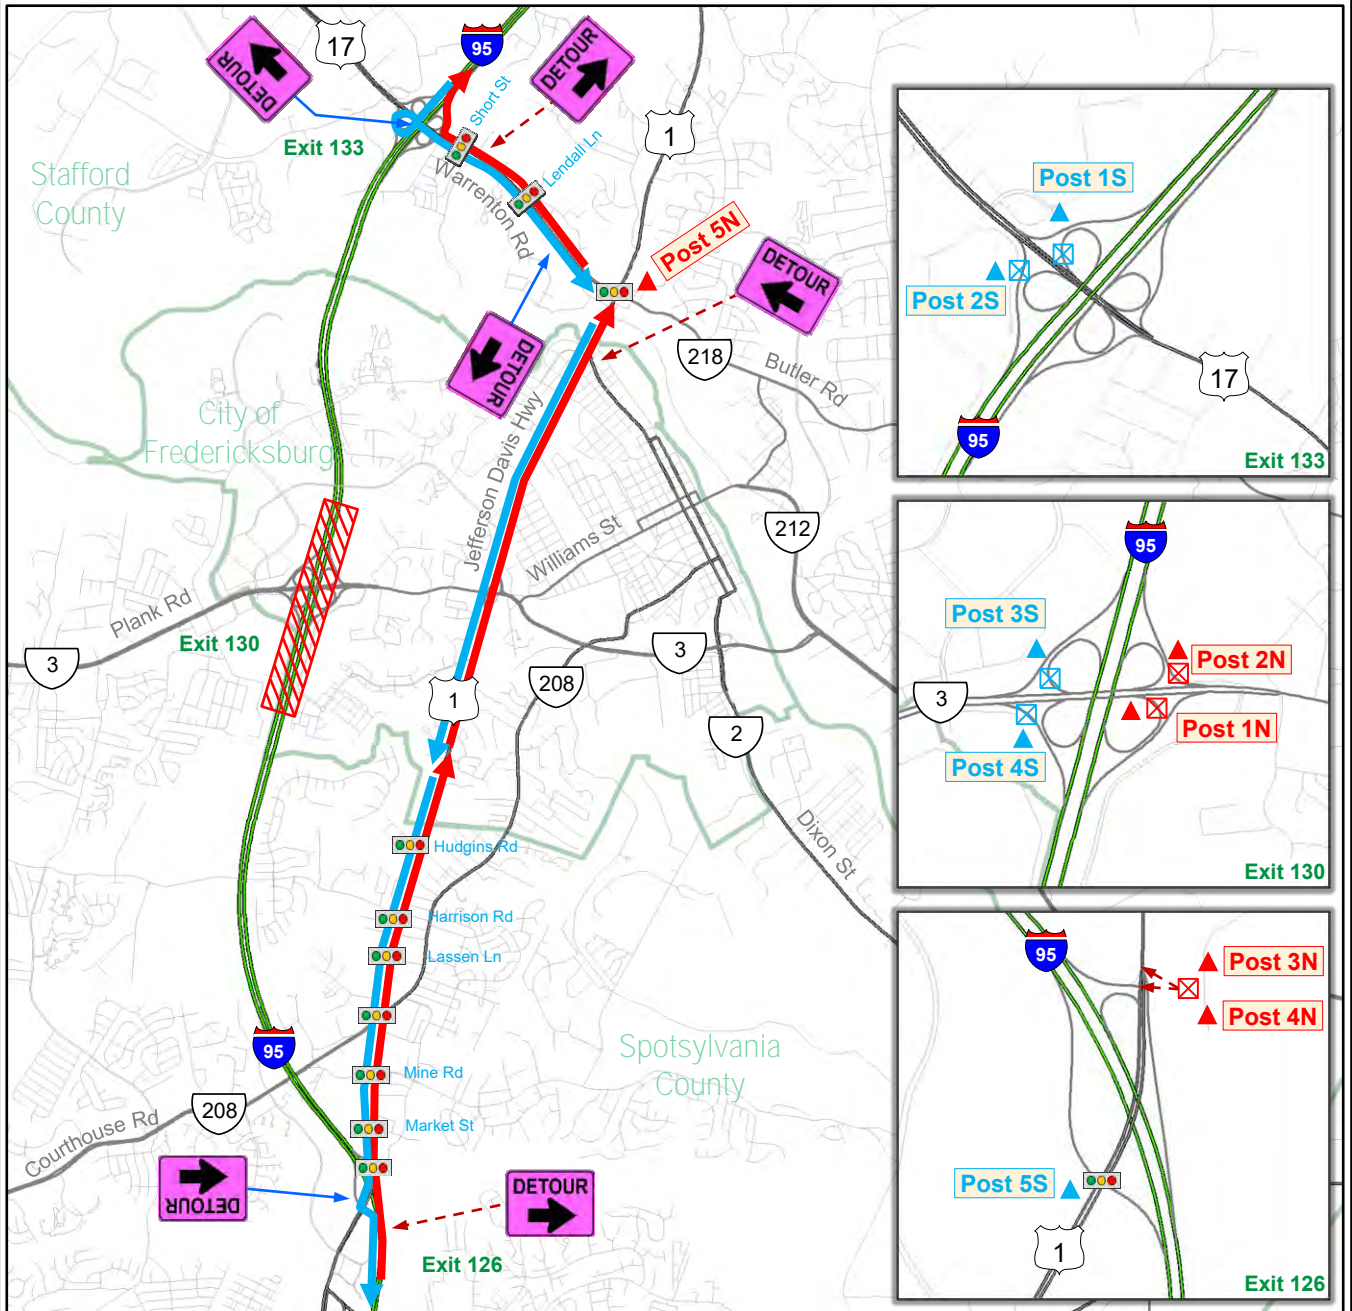 17
95
DETOUR
DETOUR
Short St
1
Exit 133
Lendall Ln
Stafford
County
Warrenton Rd
Post 5N
DETOUR
DETOUR
218
Butler Rd
City of
Fredericksburg
Jefferson Davis Hwy
Williams St
212
Plank Rd
Exit 130
3
3
208
1
2
Dixon St
Hudgins Rd
Harrison Rd
Lassen Ln
95
Spotsylvania
County
Mine Rd
208
Market St
Courthouse Rd
DETOUR
DETOUR
Exit 126
Post 1S
Post 2S
17
95
Exit 133
95
Post 3S
Post 2N
3
Post 1N
Post 4S
Exit 130
95
Post 3N
Post 4N
Post 5S
1
Exit 126